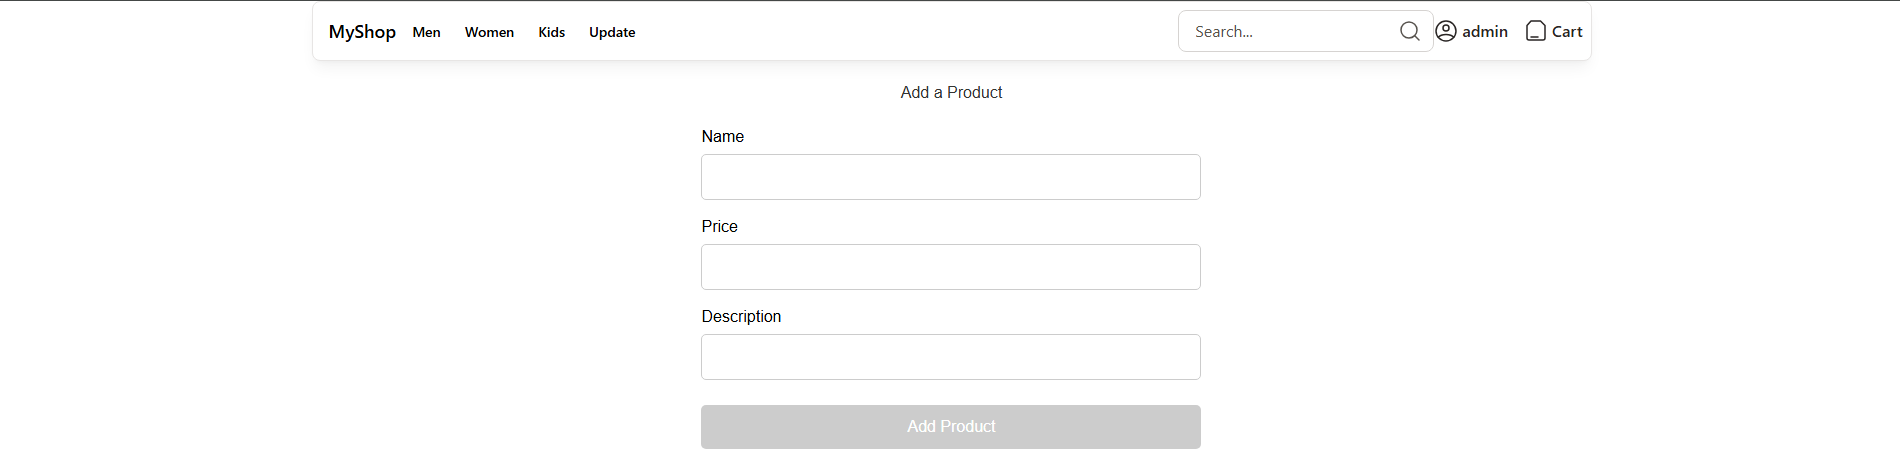 MyShop Men Women Kids Update Search... admin Cart
Add a Product
Name
Price
Description
Add Product